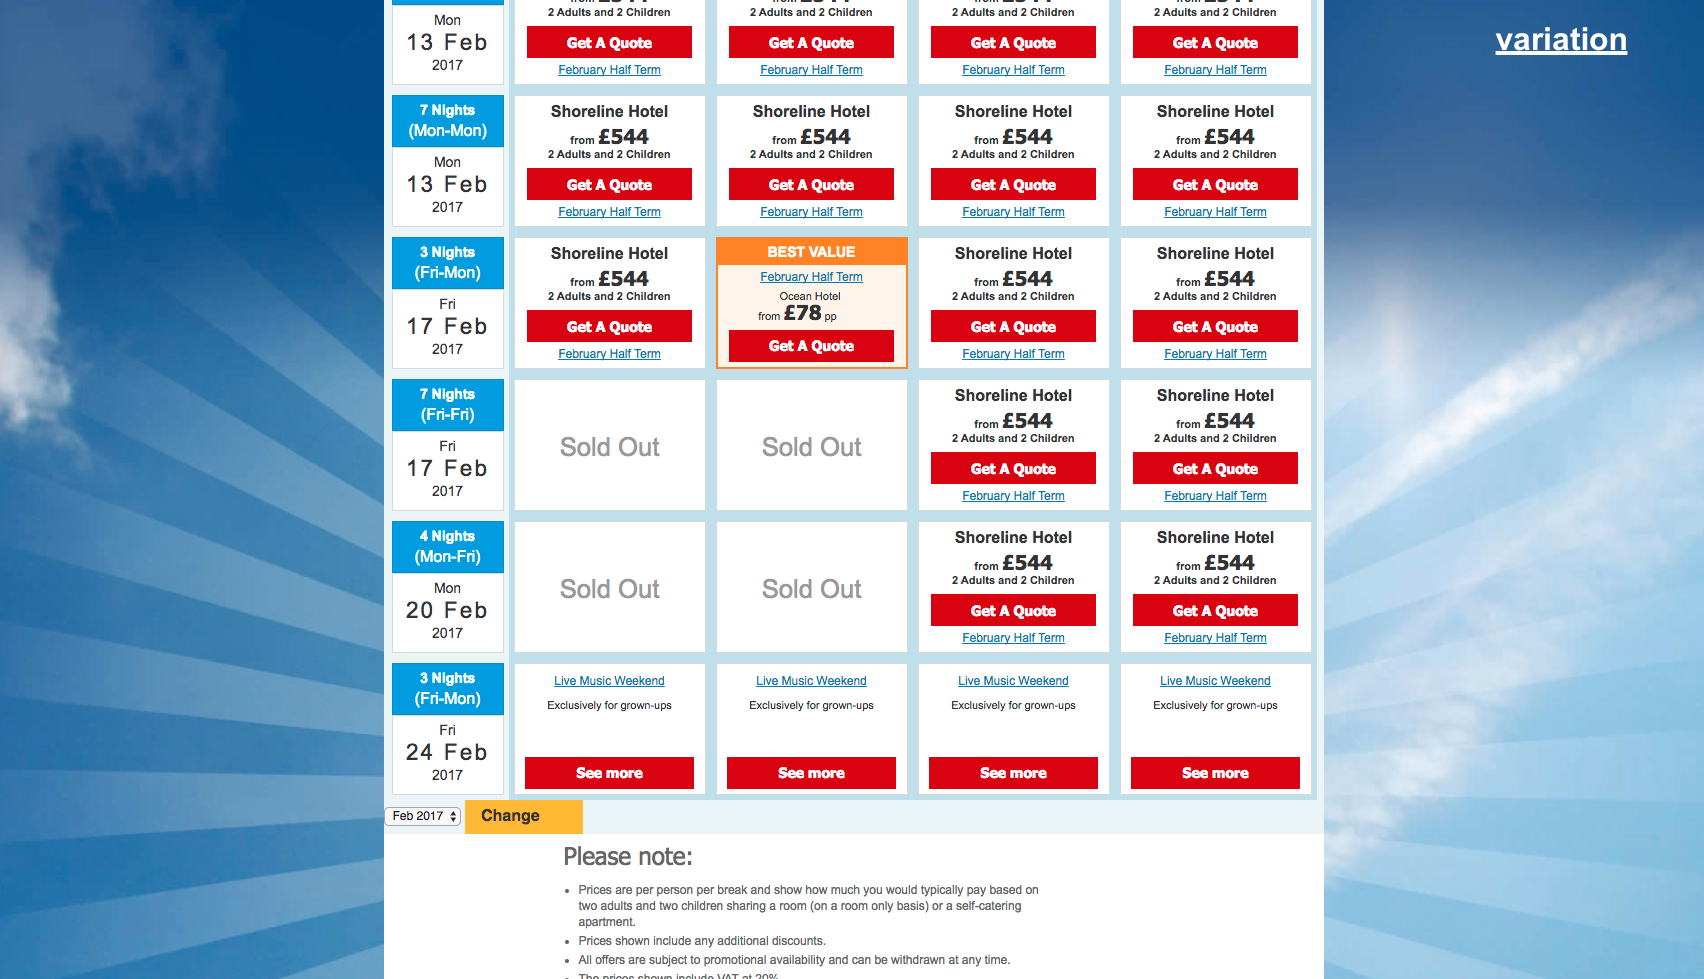 variation
2 Adults and 2 Children 2 Adults and 2 Children 2 Adults and 2 Children 2 Adults and 2 Children
Mon
13 Feb
2017
Get A Quote Get A Quote Get A Quote Get A Quote
February Half Term February Half Term February Half Term February Half Term
7 Nights
(Mon-Mon)
Mon
13 Feb
2017
Shoreline Hotel Shoreline Hotel Shoreline Hotel Shoreline Hotel
from £544 from £544 from £544 from £544
2 Adults and 2 Children 2 Adults and 2 Children 2 Adults and 2 Children 2 Adults and 2 Children
Get A Quote Get A Quote Get A Quote Get A Quote
February Half Term February Half Term February Half Term February Half Term
3 Nights
(Fri-Mon)
Fri
17 Feb
2017
Shoreline Hotel
from £544
2 Adults and 2 Children
Get A Quote
February Half Term
BEST VALUE
February Half Term
Ocean Hotel
from £78 pp
Get A Quote
Shoreline Hotel Shoreline Hotel
from £544 from £544
2 Adults and 2 Children 2 Adults and 2 Children
Get A Quote Get A Quote
February Half Term February Half Term
7 Nights
(Fri-Fri)
Fri
17 Feb
2017
Sold Out Sold Out
Shoreline Hotel Shoreline Hotel
from £544 from £544
2 Adults and 2 Children 2 Adults and 2 Children
Get A Quote Get A Quote
February Half Term February Half Term
4 Nights
(Mon-Fri)
Mon
20 Feb
2017
Sold Out Sold Out
Shoreline Hotel Shoreline Hotel
from £544 from £544
2 Adults and 2 Children 2 Adults and 2 Children
Get A Quote Get A Quote
February Half Term February Half Term
3 Nights
(Fri-Mon)
Fri
24 Feb
2017
Live Music Weekend Live Music Weekend Live Music Weekend Live Music Weekend
Exclusively for grown-ups Exclusively for grown-ups Exclusively for grown-ups Exclusively for grown-ups
See more See more See more See more
Feb 2017 Change
Please note:
• Prices are per person per break and show how much you would typically pay based on
two adults and two children sharing a room (on a room only basis) or a self-catering
apartment.
• Prices shown include any additional discounts.
• All offers are subject to promotional availability and can be withdrawn at any time.
• The prices shown include VAT at 20%